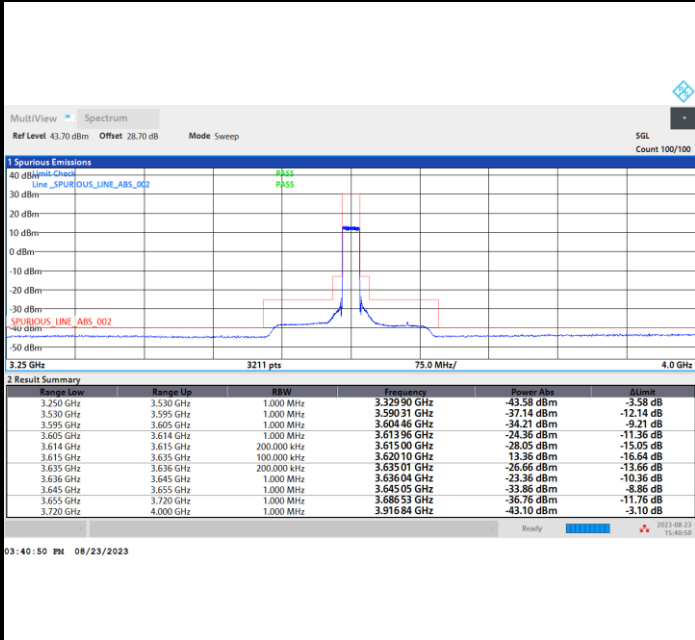 MultiView Spectrum
Ref Level 43.70 dBm Offset 28.70 dB Mode Sweep SGL
Count 100/100
1 Spurious Emissions
40 dBm Limit Check PASS
Line _SPURIOUS_LINE_ABS_002 PASS
30 dBm
20 dBm
10 dBm
0 dBm
-10 dBm
-20 dBm
-30 dBm
_SPURIOUS_LINE_ABS_002
-40 dBm
-50 dBm
3.25 GHz 3211 pts 75.0 MHz/ 4.0 GHz
2 Result Summary
Range Low Range Up RBW Frequency Power Abs ΔLimit
3.250 GHz 3.530 GHz 1.000 MHz 3.329 90 GHz -43.58 dBm -3.58 dB
3.530 GHz 3.595 GHz 1.000 MHz 3.590 31 GHz -37.14 dBm -12.14 dB
3.595 GHz 3.605 GHz 1.000 MHz 3.604 46 GHz -34.21 dBm -9.21 dB
3.605 GHz 3.614 GHz 1.000 MHz 3.613 96 GHz -24.36 dBm -11.36 dB
3.614 GHz 3.615 GHz 200.000 kHz 3.615 00 GHz -28.05 dBm -15.05 dB
3.615 GHz 3.635 GHz 100.000 kHz 3.620 10 GHz 13.36 dBm -16.64 dB
3.635 GHz 3.636 GHz 200.000 kHz 3.635 01 GHz -26.66 dBm -13.66 dB
3.636 GHz 3.645 GHz 1.000 MHz 3.636 04 GHz -23.36 dBm -10.36 dB
3.645 GHz 3.655 GHz 1.000 MHz 3.645 05 GHz -33.86 dBm -8.86 dB
3.655 GHz 3.720 GHz 1.000 MHz 3.686 53 GHz -36.76 dBm -11.76 dB
3.720 GHz 4.000 GHz 1.000 MHz 3.916 84 GHz -43.10 dBm -3.10 dB
Ready 2023-08-23
15:40:50
03:40:50 PM 08/23/2023